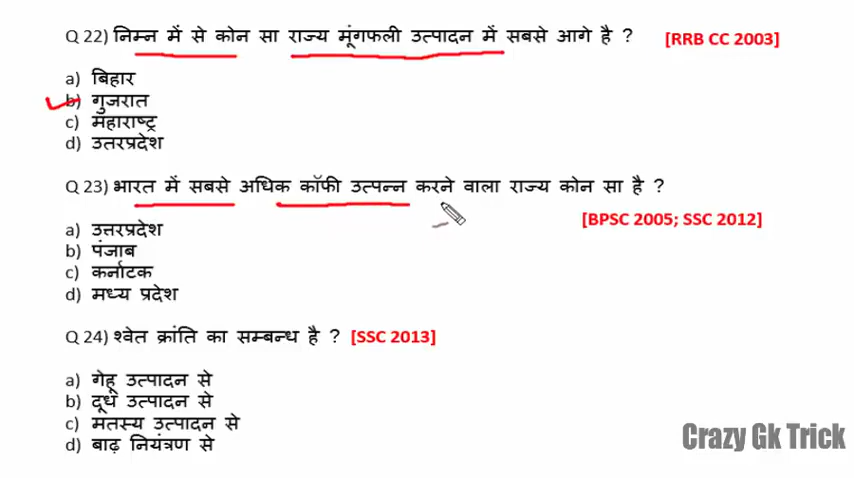 Q 22) निम्न में से कोन सा राज्य मूंगफली उत्पादन में सबसे आगे है ? [RRB CC 2003]
a) बिहार
b) गुजरात
c) महाराष्ट्र
d) उतरप्रदेश
Q 23) भारत में सबसे अधिक कॉफी उत्पन्न करने वाला राज्य कोन सा है ?
[BPSC 2005; SSC 2012]
a) उत्तरप्रदेश
b) पंजाब
c) कर्नाटक
d) मध्य प्रदेश
Q 24) श्वेत क्रांति का सम्बन्ध है ? [SSC 2013]
a) गेहू उत्पादन से
b) दूध उत्पादन से
c) मतस्य उत्पादन से
d) बाढ़ नियंत्रण से
Crazy Gk Trick